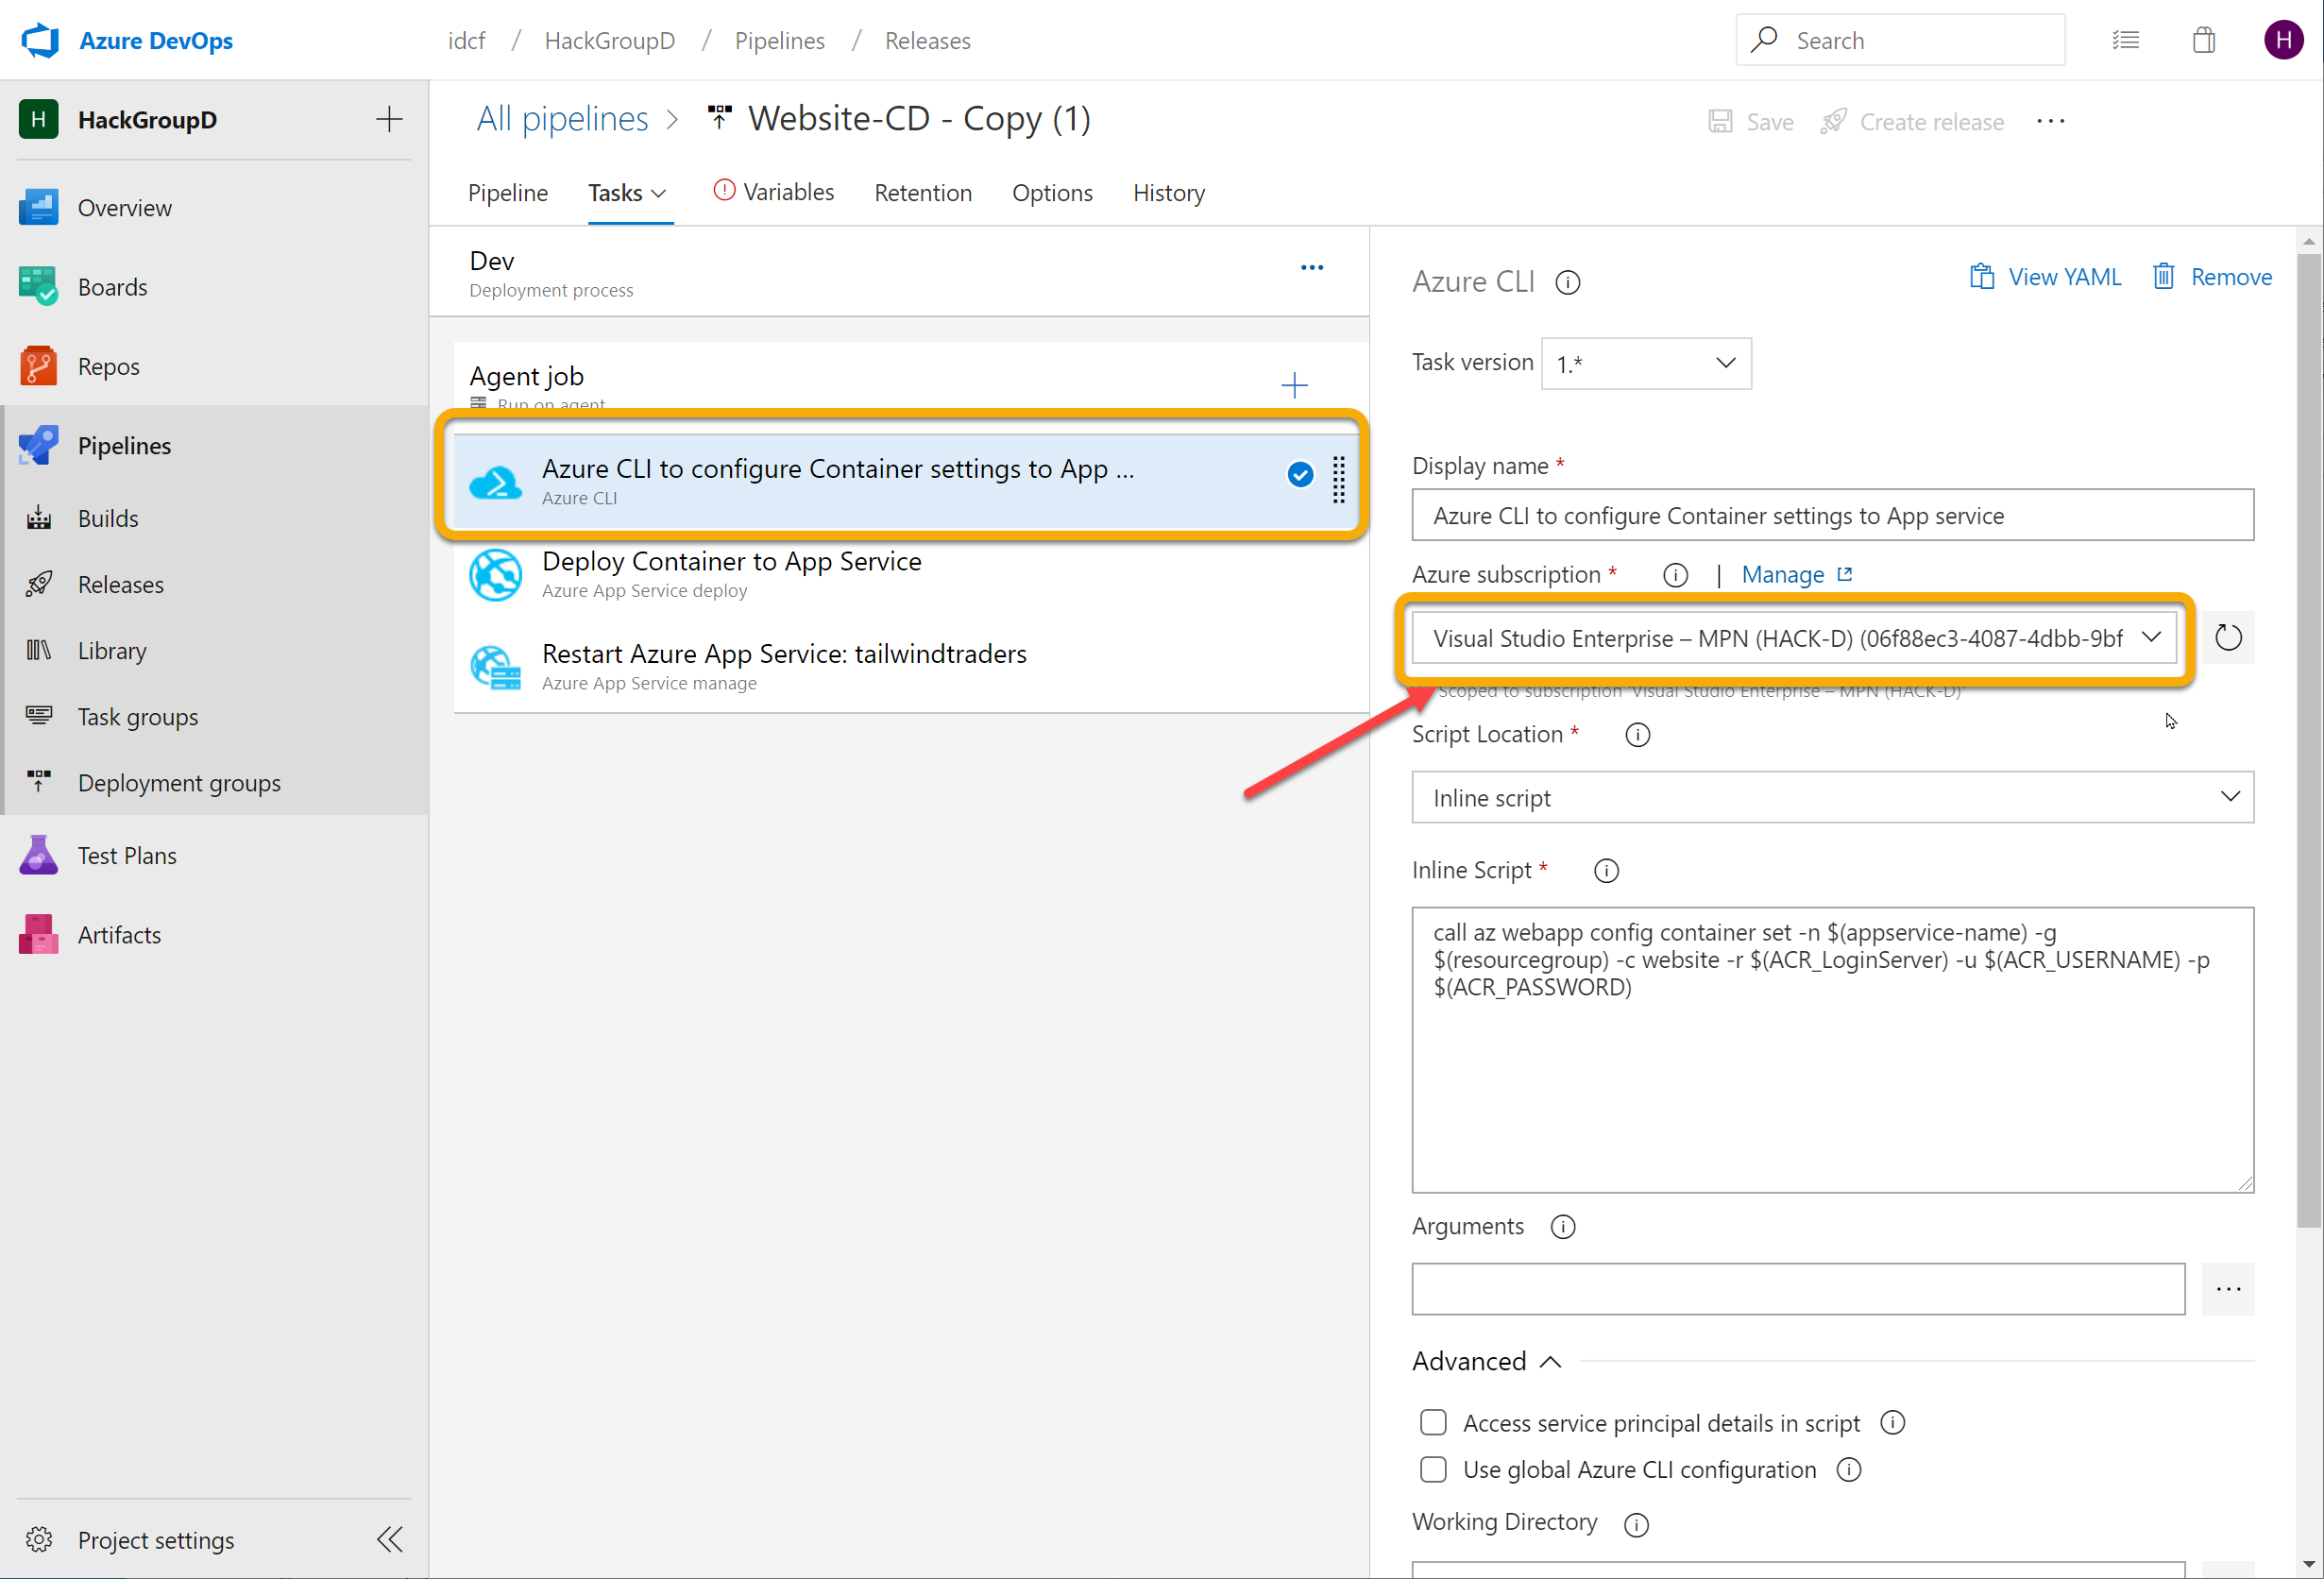 Azure DevOps
idcf / HackGroupD / Pipelines / Releases
Search
H
H
HackGroupD
Overview
Boards
Repos
Pipelines
Builds
Releases
Library
Task groups
Deployment groups
Test Plans
Artifacts
Project settings
All pipelines > Website-CD - Copy (1)
Save
Create release
...
Pipeline
Tasks
Variables
Retention
Options
History
Dev
Deployment process
Agent job
Run on agent
Azure CLI to configure Container settings to App ...
Azure CLI
Deploy Container to App Service
Azure App Service deploy
Restart Azure App Service: tailwindtraders
Azure App Service manage
Azure CLI
View YAML
Remove
Task version
1.*
Display name *
Azure CLI to configure Container settings to App service
Azure subscription *
| Manage
Visual Studio Enterprise – MPN (HACK-D) (06f88ec3-4087-4dbb-9bf
Scoped to subscription 'Visual Studio Enterprise – MPN (HACK-D)'
Script Location *
Inline script
Inline Script *
call az webapp config container set -n $(appservice-name) -g
$(resourcegroup) -c website -r $(ACR_LoginServer) -u $(ACR_USERNAME) -p
$(ACR_PASSWORD)
Arguments
...
Advanced
Access service principal details in script
Use global Azure CLI configuration
Working Directory